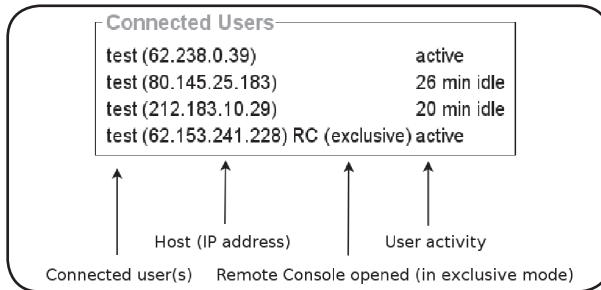 Connected Users
test (62.238.0.39) active
test (80.145.25.183) 26 min idle
test (212.183.10.29) 20 min idle
test (62.153.241.228) RC (exclusive) active
Host (IP address) User activity
Connected user(s) Remote Console opened (in exclusive mode)